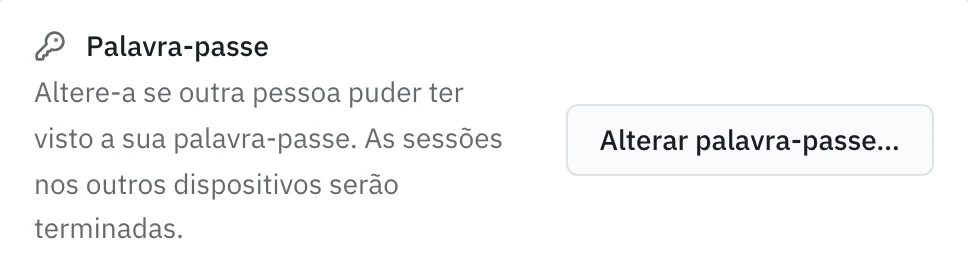 Palavra-passe
Altere-a se outra pessoa puder ter
visto a sua palavra-passe. As sessões
nos outros dispositivos serão
terminadas.
Alterar palavra-passe...